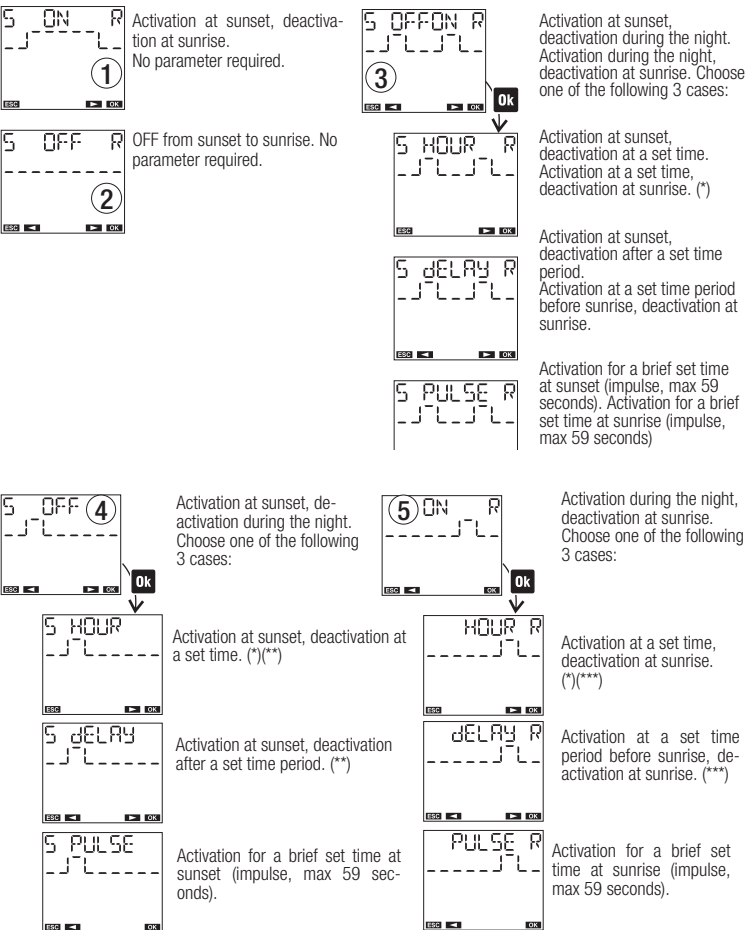 S ON R
1
ESC ► OK
Activation at sunset, deactiva-
tion at sunrise.
No parameter required.
S OFF R
2
ESC ◄ ► OK
OFF from sunset to sunrise. No
parameter required.
S OFFON R
3
ESC ◄ ► OK
Ok
Activation at sunset,
deactivation during the night.
Activation during the night,
deactivation at sunrise. Choose
one of the following 3 cases:
S HOUR R
ESC ► OK
Activation at sunset,
deactivation at a set time.
Activation at a set time,
deactivation at sunrise. (*)
S dELAY R
ESC ◄ ► OK
Activation at sunset,
deactivation after a set time
period.
Activation at a set time period
before sunrise, deactivation at
sunrise.
S PULSE R
Activation for a brief set time
at sunset (impulse, max 59
seconds). Activation for a brief
set time at sunrise (impulse,
max 59 seconds)
S OFF 4
ESC ◄ ► OK
Ok
Activation at sunset, de-
activation during the night.
Choose one of the following
3 cases:
S HOUR
ESC ► OK
Activation at sunset, deactivation at
a set time. (*)(**)
S dELAY
ESC ◄ ► OK
Activation at sunset, deactivation
after a set time period. (**)
S PULSE
ESC ◄ OK
Activation for a brief set time at
sunset (impulse, max 59 sec-
onds).
5 ON R
ESC ◄ OK
Ok
Activation during the night,
deactivation at sunrise.
Choose one of the following
3 cases:
HOUR R
ESC ► OK
Activation at a set time,
deactivation at sunrise.
(*)(***)
dELAY R
ESC ◄ ► OK
Activation at a set time
period before sunrise, de-
activation at sunrise. (***)
PULSE R
ESC ◄ OK
Activation for a brief set
time at sunrise (impulse,
max 59 seconds).